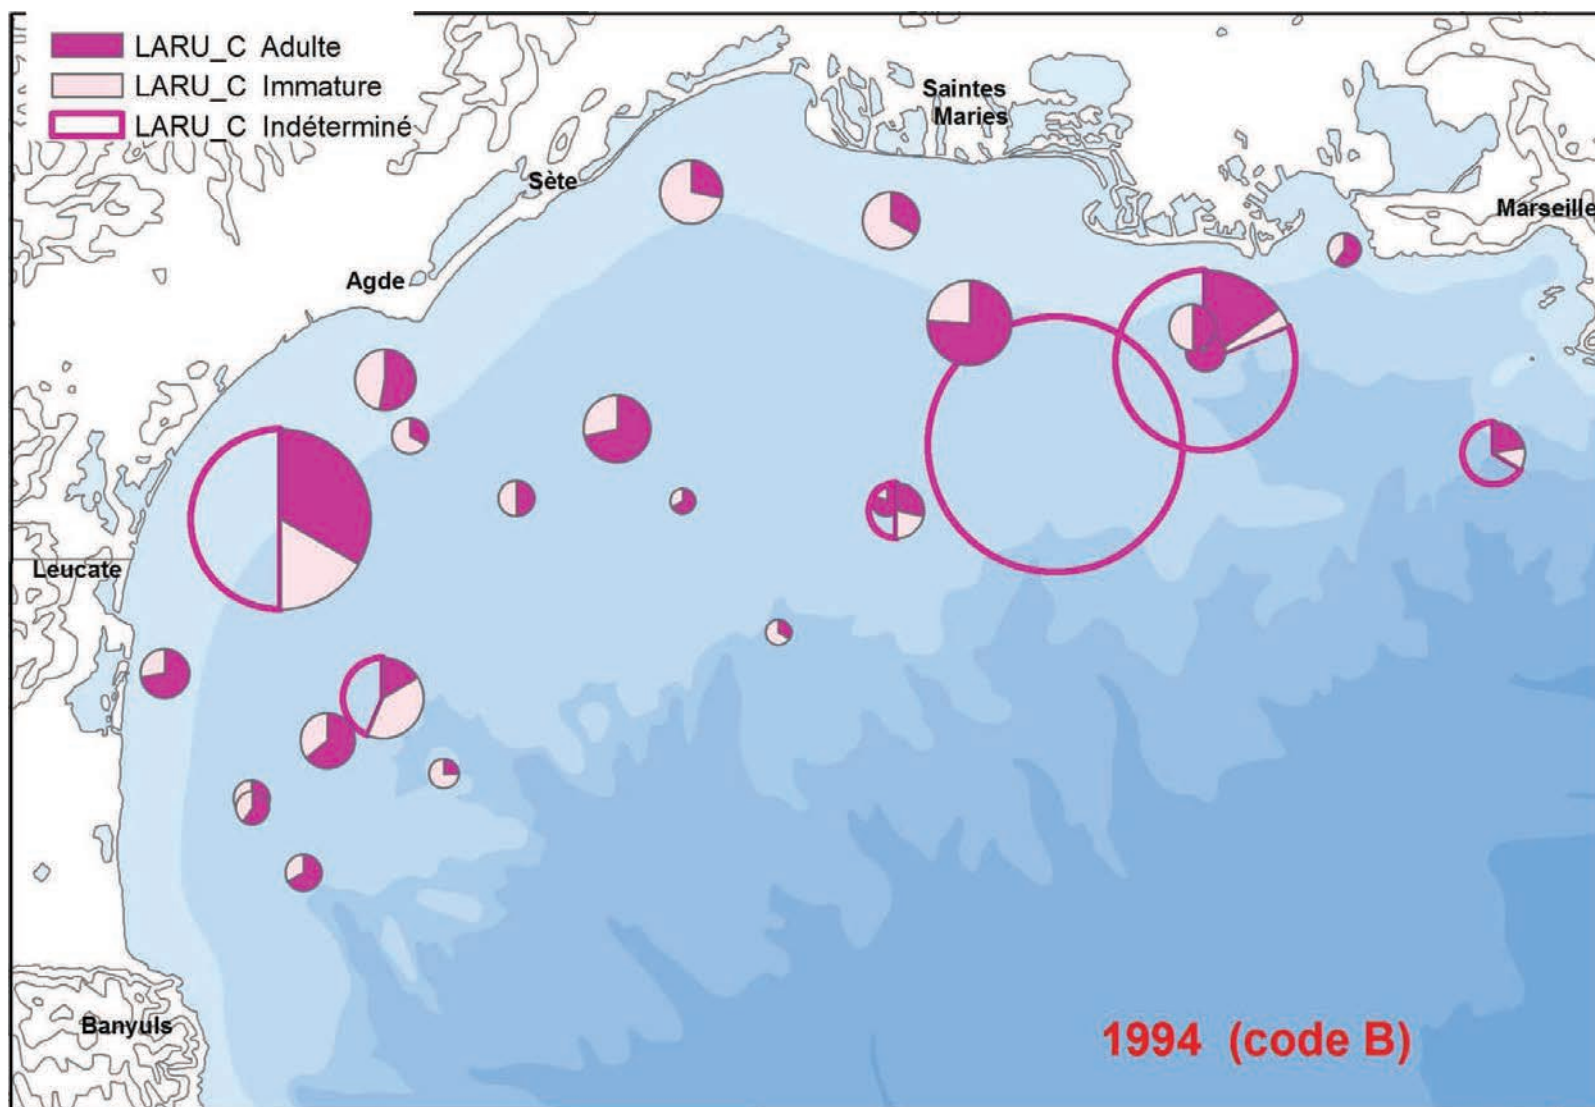 LARU_C Adulte
LARU_C Immature
LARU_C Indéterminé
Saintes
Maries
Sète
Marseille
Agde
Leucate
Banyuls
1994 (code B)